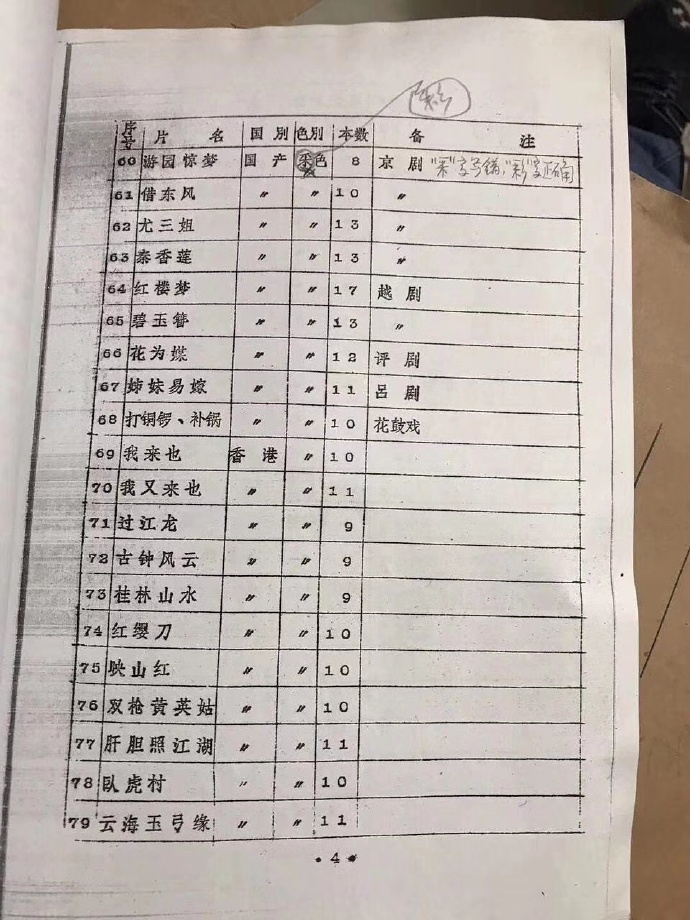 序号 片名 国别 色别 本数 备注
60 游园惊梦 国产 采色 8 京剧 "采"字写错,"彩"字正确
61 借东风 〃 〃 10 〃
62 尤三姐 〃 〃 13 〃
63 秦香莲 〃 〃 13 〃
64 红楼梦 〃 〃 17 越剧
65 碧玉簪 〃 〃 13 〃
66 花为媒 〃 〃 12 评剧
67 姊妹易嫁 〃 〃 11 吕剧
68 打铜锣、补锅 〃 〃 10 花鼓戏
69 我来也 香港 〃 10
70 我又来也 〃 〃 11
71 过江龙 〃 〃 9
72 古钟风云 〃 〃 9
73 桂林山水 〃 〃 9
74 红缨刀 〃 〃 10
75 映山红 〃 〃 10
76 双枪黄英姑 〃 〃 10
77 肝胆照江湖 〃 〃 11
78 卧虎村 〃 〃 10
79 云海玉弓缘 〃 〃 11
•4•